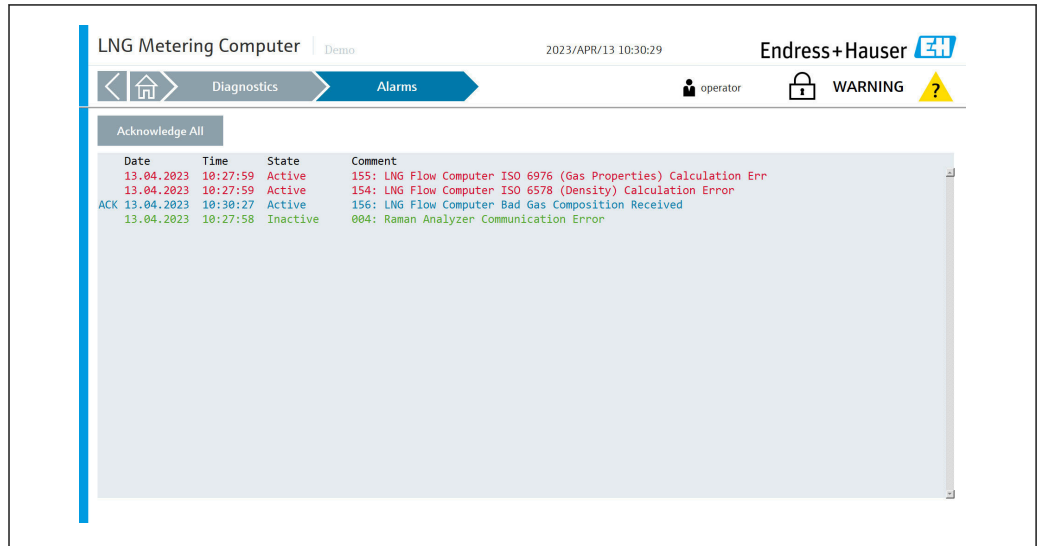 LNG Metering Computer Demo 2023/APR/13 10:30:29 Endress+Hauser EH
Diagnostics Alarms operator WARNING ?
Acknowledge All
Date Time State Comment
13.04.2023 10:27:59 Active 155: LNG Flow Computer ISO 6976 (Gas Properties) Calculation Err
13.04.2023 10:27:59 Active 154: LNG Flow Computer ISO 6578 (Density) Calculation Error
ACK 13.04.2023 10:30:27 Active 156: LNG Flow Computer Bad Gas Composition Received
13.04.2023 10:27:58 Inactive 004: Raman Analyzer Communication Error